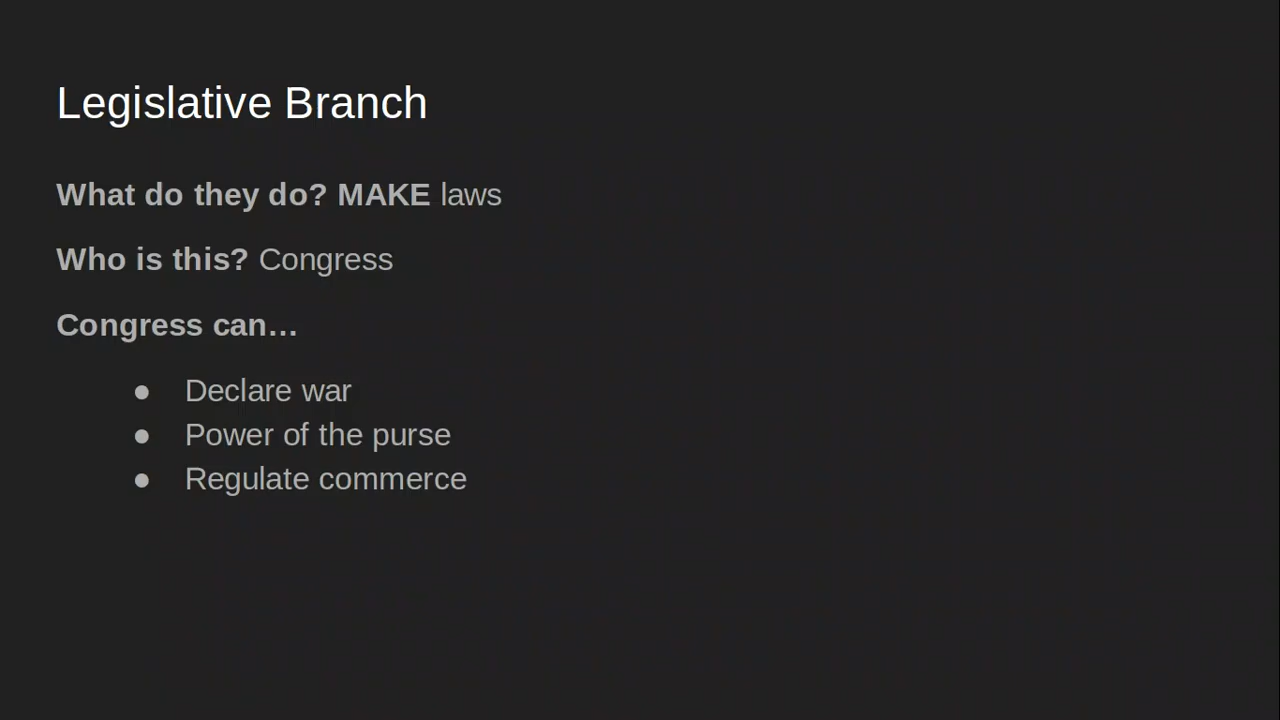 Legislative Branch
What do they do? MAKE laws
Who is this? Congress
Congress can…
● Declare war
● Power of the purse
● Regulate commerce